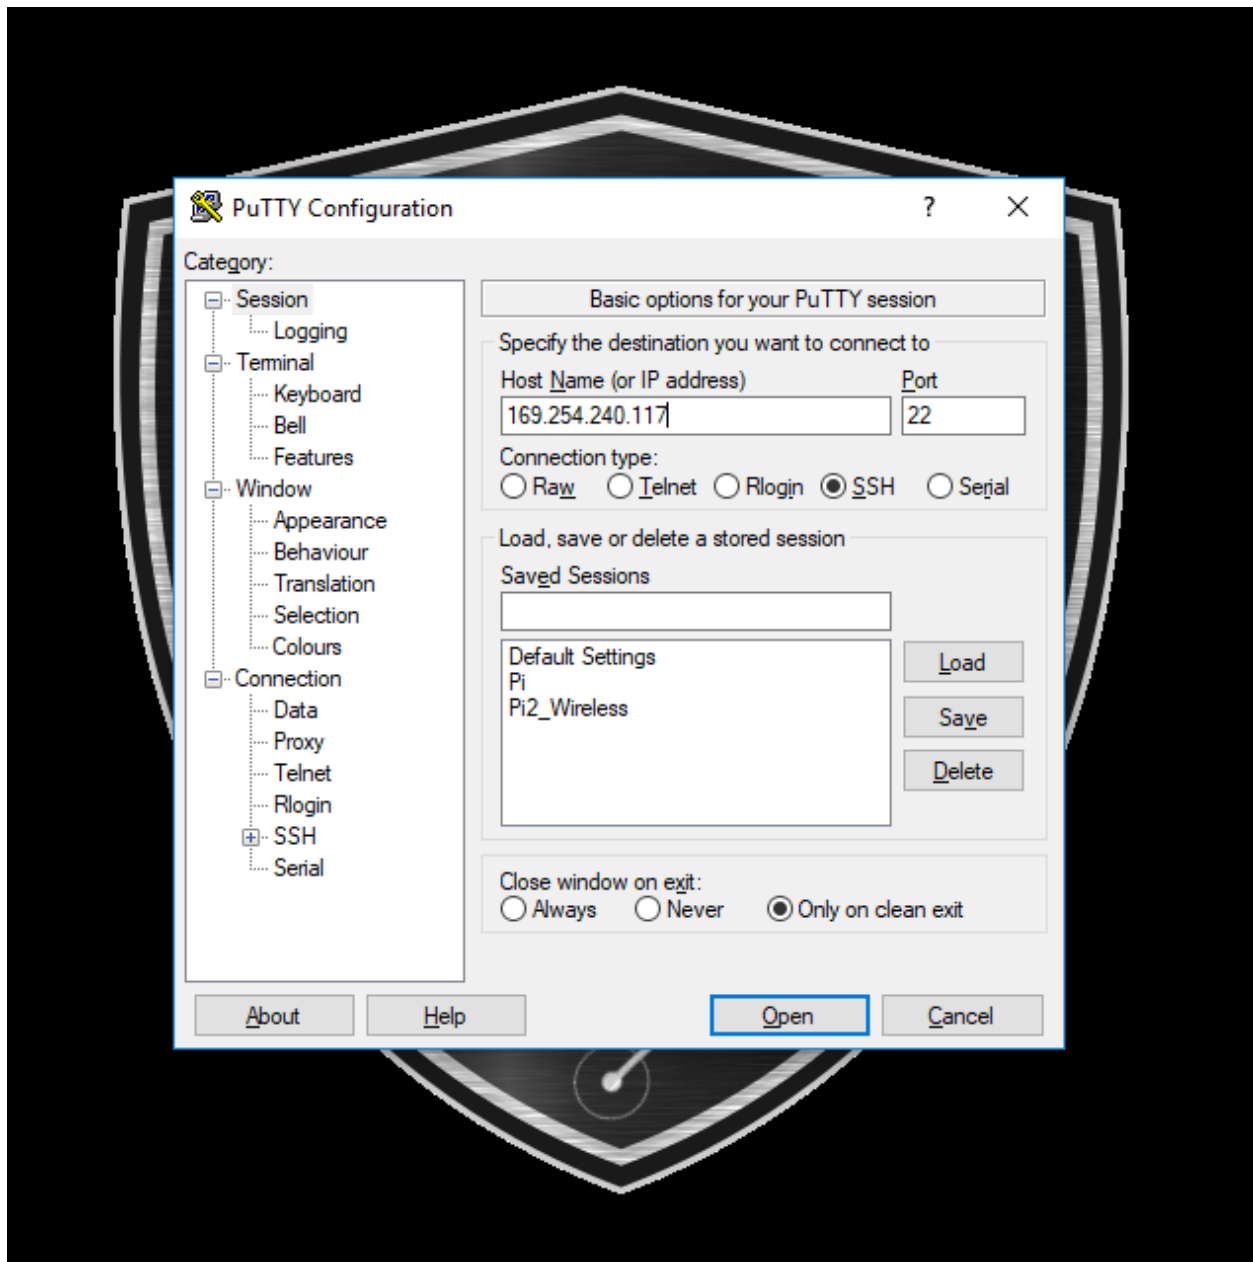 PuTTY Configuration
?
Category:
Session
Logging
Terminal
Keyboard
Bell
Features
Window
Appearance
Behaviour
Translation
Selection
Colours
Connection
Data
Proxy
Telnet
Rlogin
SSH
Serial
Basic options for your PuTTY session
Specify the destination you want to connect to
Host Name (or IP address) Port
169.254.240.117 22
Connection type:
Raw Telnet Rlogin SSH Serial
Load, save or delete a stored session
Saved Sessions
Default Settings
Pi
Pi2_Wireless
Load
Save
Delete
Close window on exit:
Always Never Only on clean exit
About Help Open Cancel